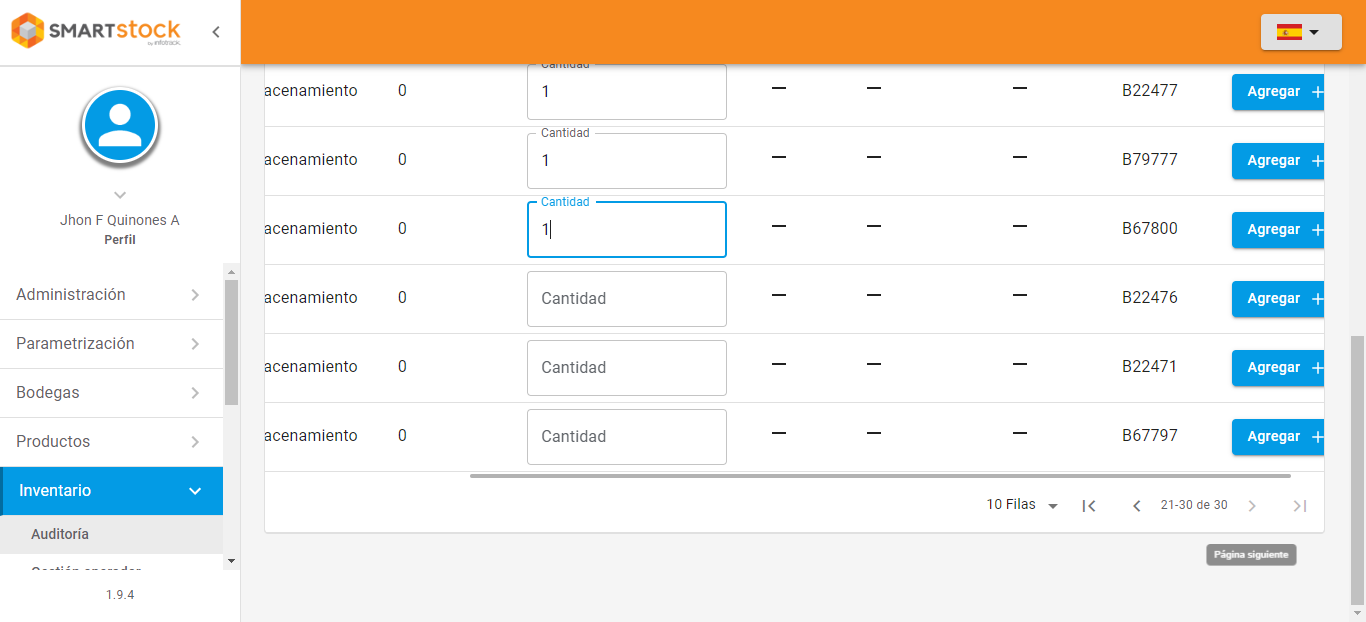 SMARTstock
by infotrack.
Jhon F Quinones A
Perfil
Administración
Parametrización
Bodegas
Productos
Inventario
Auditoría
Gestión operador
1.9.4
acenamiento 0 Cantidad 1 — — — B22477 Agregar +
acenamiento 0 Cantidad 1 — — — B79777 Agregar +
acenamiento 0 Cantidad 1 — — — B67800 Agregar +
acenamiento 0 Cantidad — — — B22476 Agregar +
acenamiento 0 Cantidad — — — B22471 Agregar +
acenamiento 0 Cantidad — — — B67797 Agregar +
10 Filas 21-30 de 30
Página siguiente